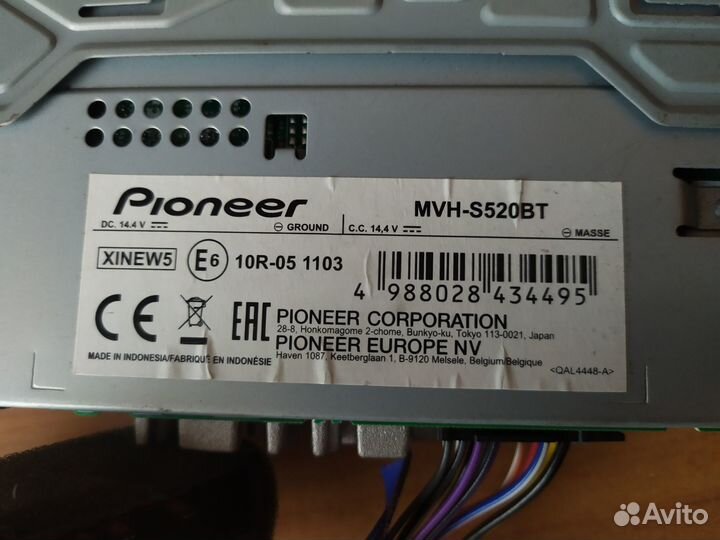 Pioneer
MVH-S520BT
DC. 14.4 V ⎓ ⊖ GROUND C.C. 14,4 V ⎓ ⊖ MASSE
XINEW5 E6 10R-05 1103
4 988028 434495
CE EAC PIONEER CORPORATION
28-8, Honkomagome 2-chome, Bunkyo-ku, Tokyo 113-0021, Japan
PIONEER EUROPE NV
Haven 1087, Keetberglaan 1, B-9120 Melsele, Belgium/Belgique
MADE IN INDONESIA/FABRIQUÉ EN INDONÉSIE
<QAL4448-A>
Avito